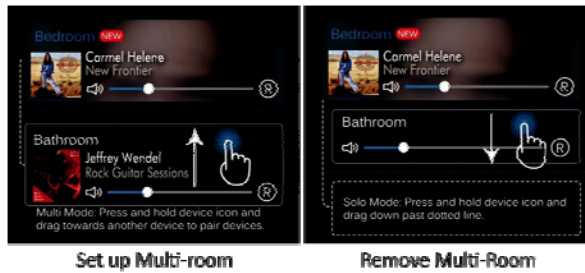 Bedroom NEW
Carmel Helene
New Frontier
R
Bathroom
Jeffrey Wendel
Rock Guitar Sessions
R
Multi Mode: Press and hold device icon and
drag towards another device to pair devices.
Set up Multi-room
Bedroom NEW
Carmel Helene
New Frontier
R
Bathroom
R
Solo Mode: Press and hold device icon and
drag down past dotted line.
Remove Multi-Room